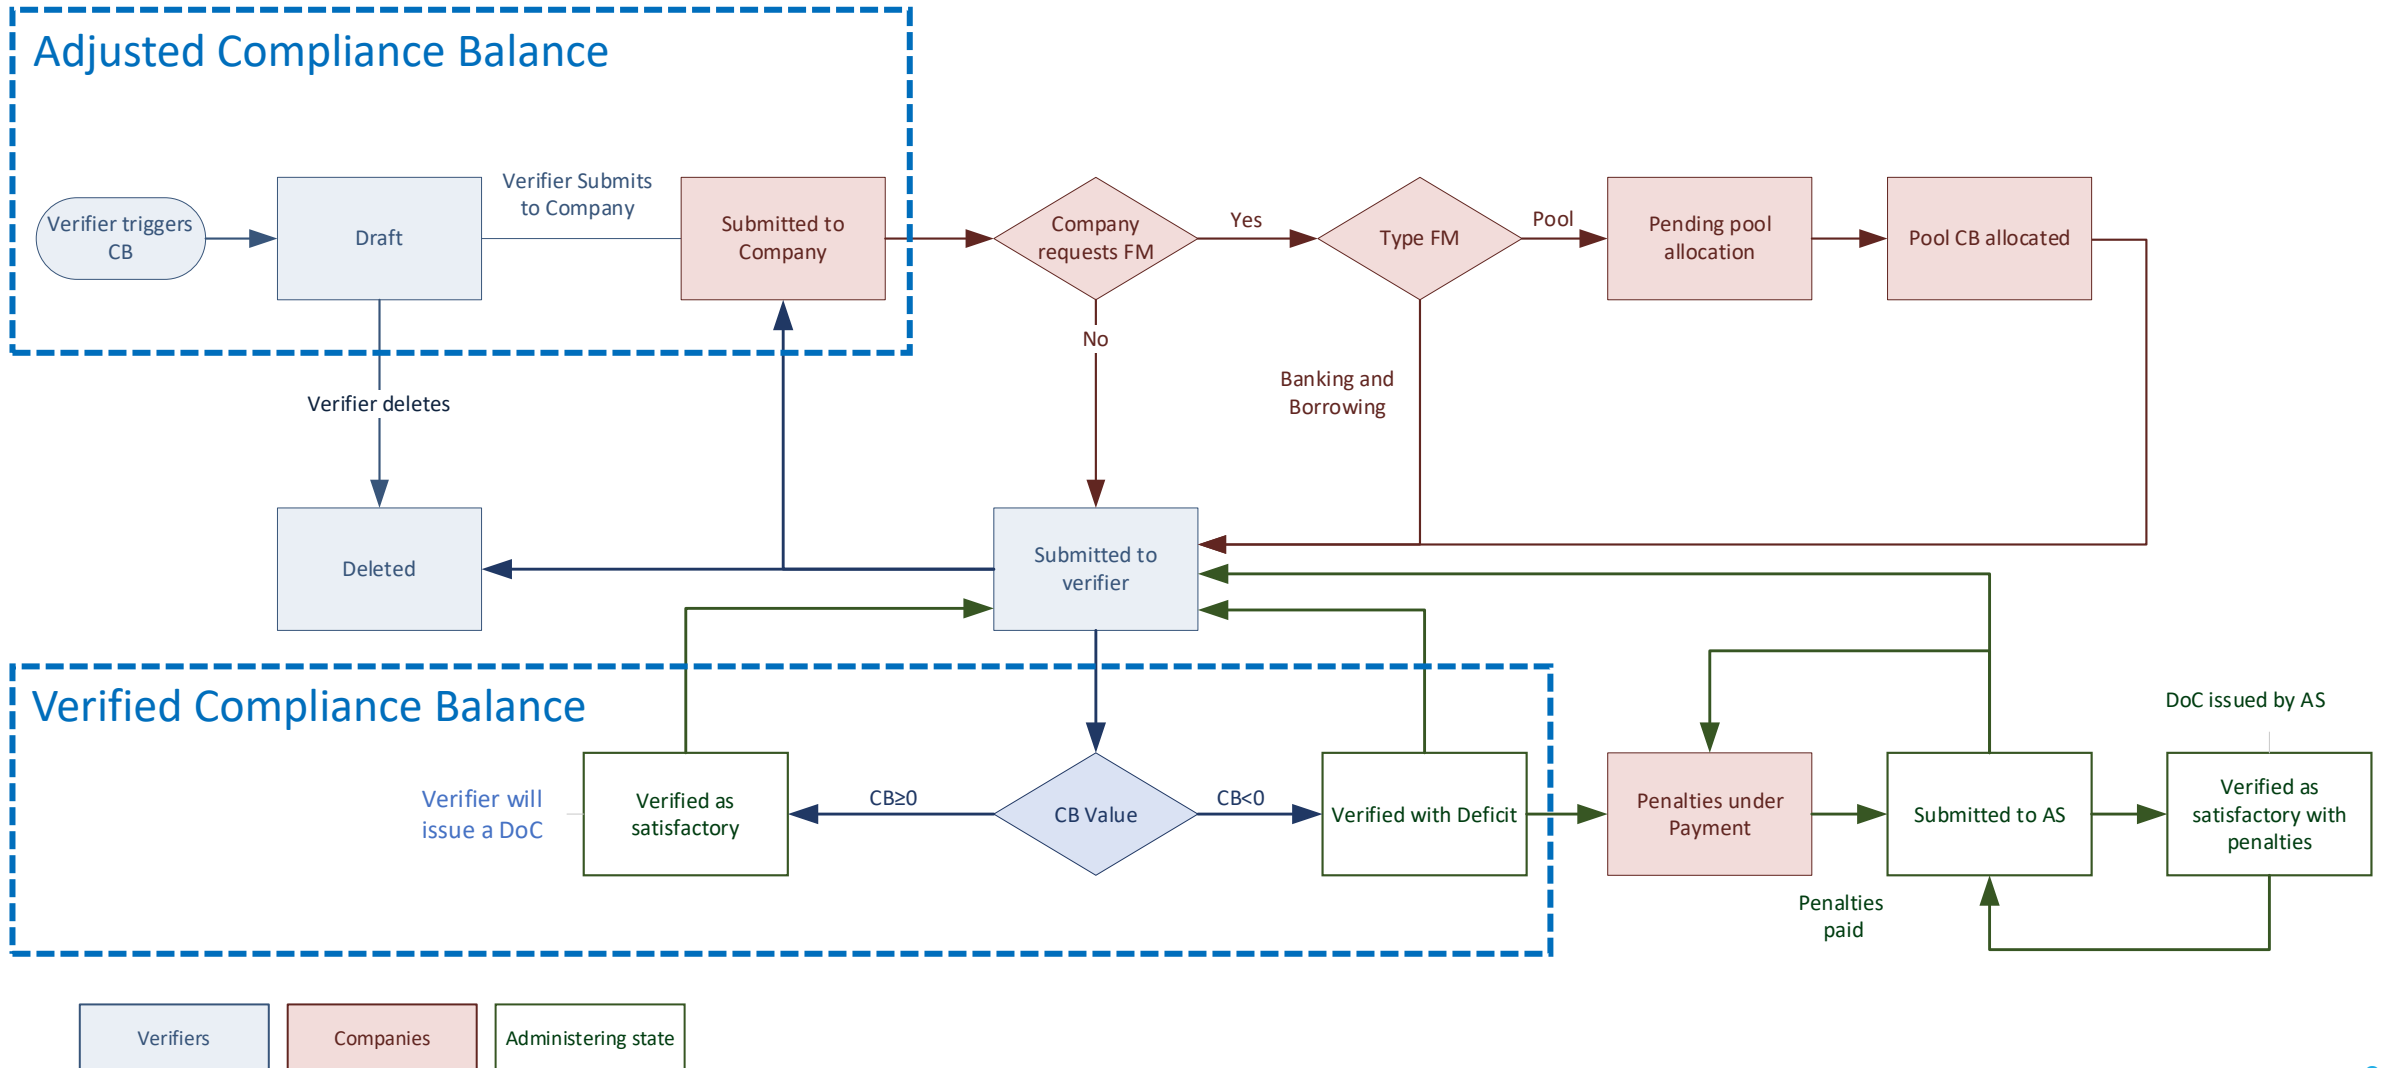 Adjusted Compliance Balance
Verifier triggers
CB
Draft
Verifier Submits
to Company
Submitted to
Company
Company
requests FM
Yes
Type FM
Pool
Pending pool
allocation
Pool CB allocated
No
Banking and
Borrowing
Verifier deletes
Deleted
Submitted to
verifier
Verified Compliance Balance
Verifier will
issue a DoC
Verified as
satisfactory
CB≥0
CB Value
CB<0
Verified with Deficit
Penalties under
Payment
Penalties
paid
Submitted to AS
DoC issued by AS
Verified as
satisfactory with
penalties
Verifiers
Companies
Administering state